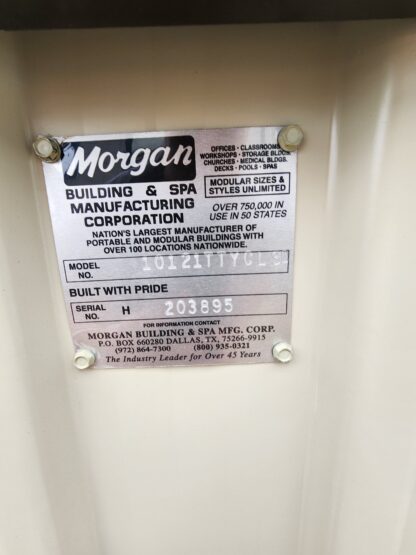 Morgan
OFFICES · CLASSROOMS
WORKSHOPS · STORAGE BLDGS.
CHURCHES · MEDICAL BLDGS.
DECKS · POOLS · SPAS
BUILDING & SPA
MANUFACTURING
CORPORATION
MODULAR SIZES &
STYLES UNLIMITED
OVER 750,000 IN
USE IN 50 STATES
NATION'S LARGEST MANUFACTURER OF
PORTABLE AND MODULAR BUILDINGS WITH
OVER 100 LOCATIONS NATIONWIDE.
MODEL
NO.
BUILT WITH PRIDE
SERIAL
NO. H 203895
FOR INFORMATION CONTACT
MORGAN BUILDING & SPA MFG. CORP.
P.O. BOX 660280 DALLAS, TX, 75266-9915
(972) 864-7300 (800) 935-0321
The Industry Leader for Over 45 Years